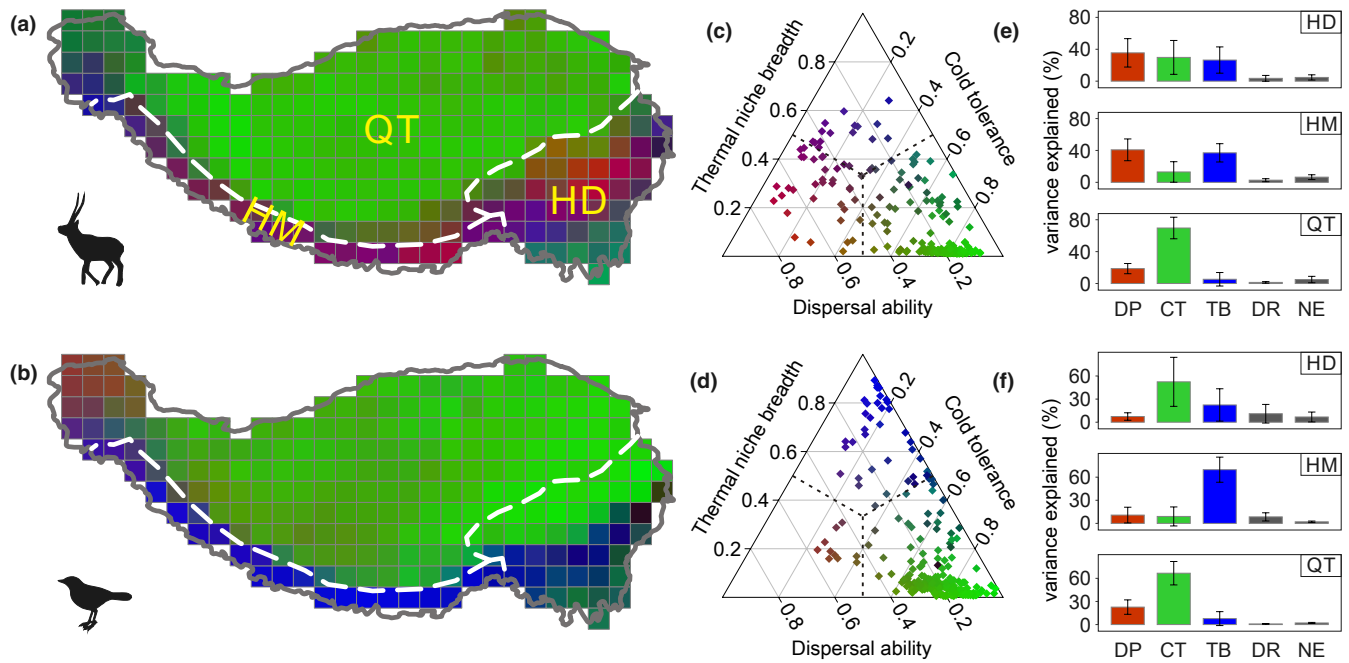 (a)
QT
HM
HD
(c)
Thermal niche breadth
Cold tolerance
Dispersal ability
0.8
0.6
0.4
0.2
0.2
0.4
0.6
0.8
0.8
0.6
0.4
0.2
(e)
variance explained (%)
80
40
0
HD
80
40
0
HM
80
40
0
QT
DP CT TB DR NE
(b)
(d)
Thermal niche breadth
Cold tolerance
Dispersal ability
0.8
0.6
0.4
0.2
0.2
0.4
0.6
0.8
0.8
0.6
0.4
0.2
(f)
variance explained (%)
60
30
0
HD
60
30
0
HM
60
30
0
QT
DP CT TB DR NE